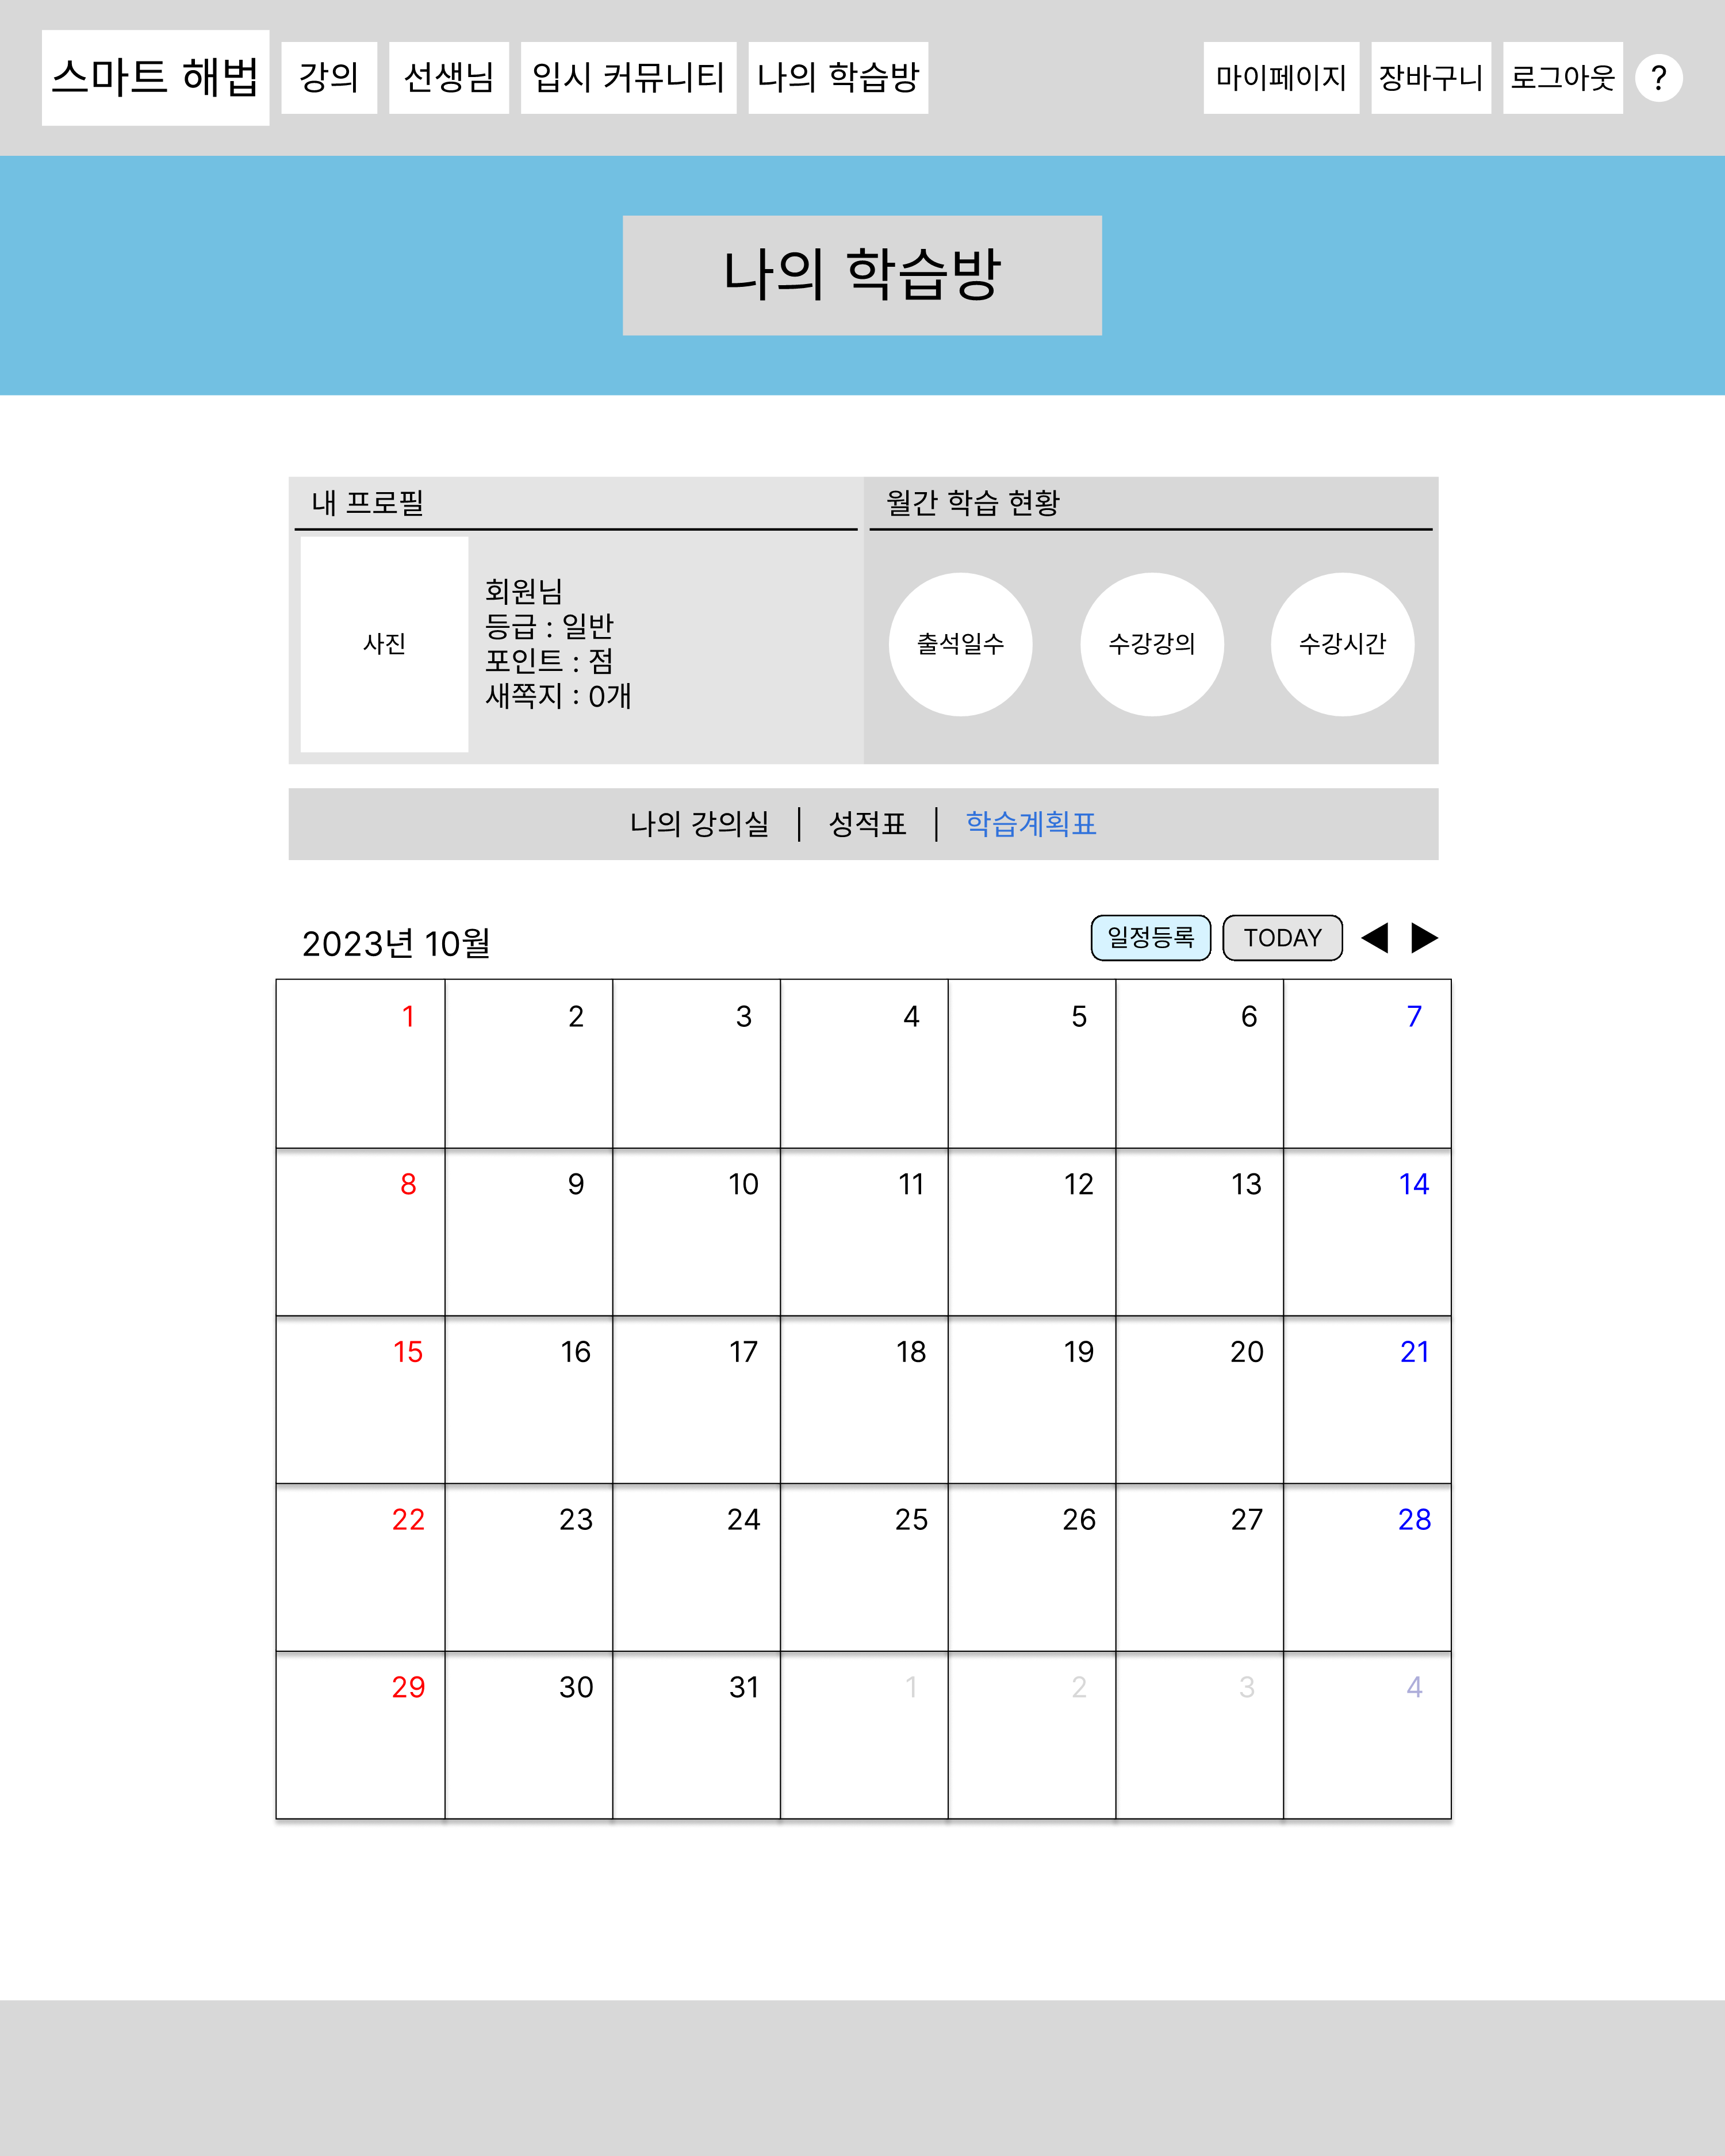 스마트 해법 강의 선생님 입시 커뮤니티 나의 학습방 마이페이지 장바구니 로그아웃 ?
나의 학습방
내 프로필
사진
회원님
등급 : 일반
포인트 : 점
새쪽지 : 0개
월간 학습 현황
출석일수 수강강의 수강시간
나의 강의실 | 성적표 | 학습계획표
2023년 10월 일정등록 TODAY ◀ ▶
1 2 3 4 5 6 7
8 9 10 11 12 13 14
15 16 17 18 19 20 21
22 23 24 25 26 27 28
29 30 31 1 2 3 4